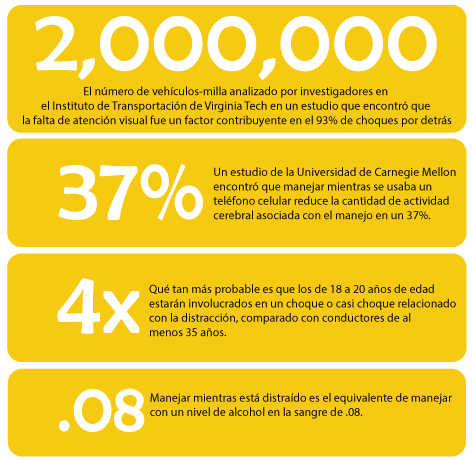 2,000,000
El número de vehículos-milla analizado por investigadores en
el Instituto de Transportación de Virginia Tech en un estudio que encontró que
la falta de atención visual fue un factor contribuyente en el 93% de choques por detrás
37%
Un estudio de la Universidad de Carnegie Mellon
encontró que manejar mientras se usaba un
teléfono celular reduce la cantidad de actividad
cerebral asociada con el manejo en un 37%.
4x
Qué tan más probable es que los de 18 a 20 años de edad
estarán involucrados en un choque o casi choque relacionado
con la distracción, comparado con conductores de al
menos 35 años.
.08
Manejar mientras está distraído es el equivalente de manejar
con un nivel de alcohol en la sangre de .08.